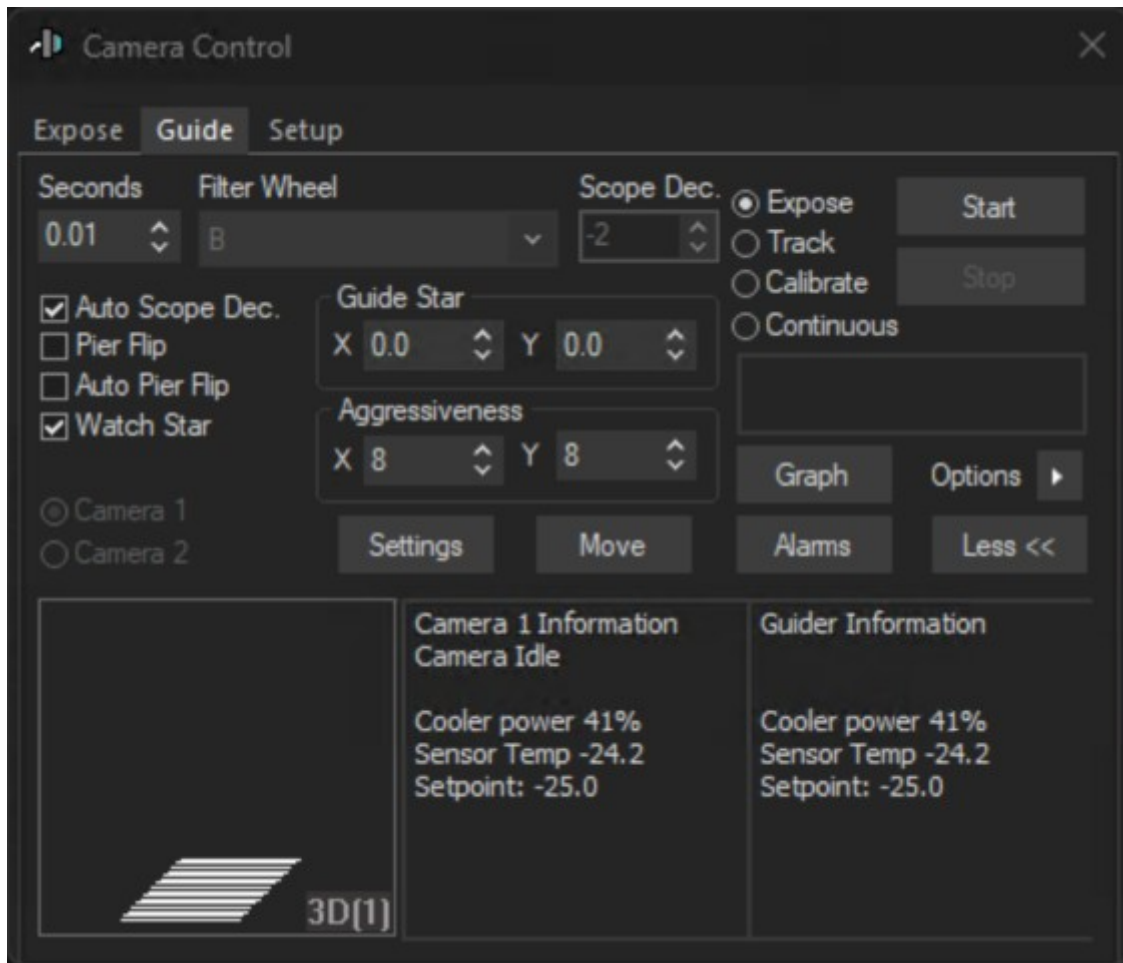 Camera Control
Expose Guide Setup
Seconds Filter Wheel Scope Dec.
0.01 B -2
Expose Start
Track
Calibrate Stop
Continuous
Auto Scope Dec.
Pier Flip
Auto Pier Flip
Watch Star
Guide Star
X 0.0 Y 0.0
Aggressiveness
X 8 Y 8
Graph Options
Camera 1
Camera 2
Settings Move Alarms Less <<
3D(1)
Camera 1 Information
Camera Idle
Cooler power 41%
Sensor Temp -24.2
Setpoint: -25.0
Guider Information
Cooler power 41%
Sensor Temp -24.2
Setpoint: -25.0